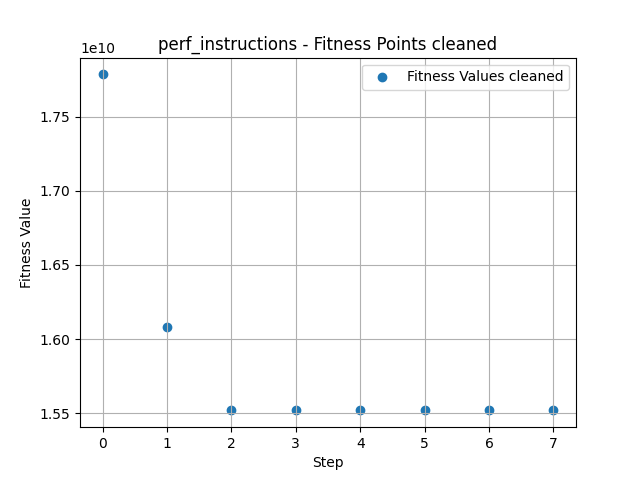 perf_instructions - Fitness Points cleaned
1e10
Fitness Values cleaned
1.75
1.70
1.65
1.60
1.55
Fitness Value
0 1 2 3 4 5 6 7
Step